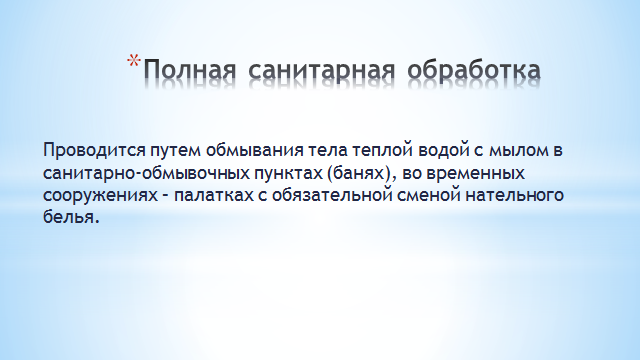 *Полная санитарная обработка
Проводится путем обмывания тела теплой водой с мылом в
санитарно-обмывочных пунктах (банях), во временных
сооружениях – палатках с обязательной сменой нательного
белья.